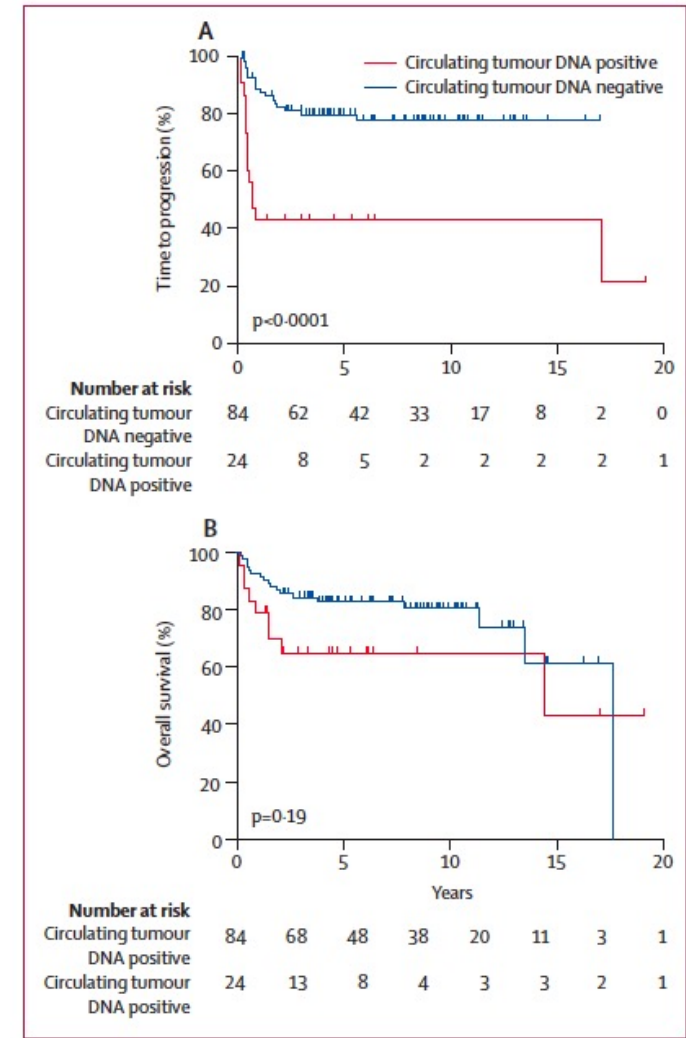 A
100
80
60
40
20
0
Time to progression (%)
Circulating tumour DNA positive
Circulating tumour DNA negative
p<0·0001
0 5 10 15 20
Number at risk
Circulating tumour 84 62 42 33 17 8 2 0
DNA negative
Circulating tumour 24 8 5 2 2 2 2 1
DNA positive
B
100
80
60
40
20
0
Overall survival (%)
p=0·19
0 5 10 15 20
Years
Number at risk
Circulating tumour 84 68 48 38 20 11 3 1
DNA positive
Circulating tumour 24 13 8 4 3 3 2 1
DNA positive